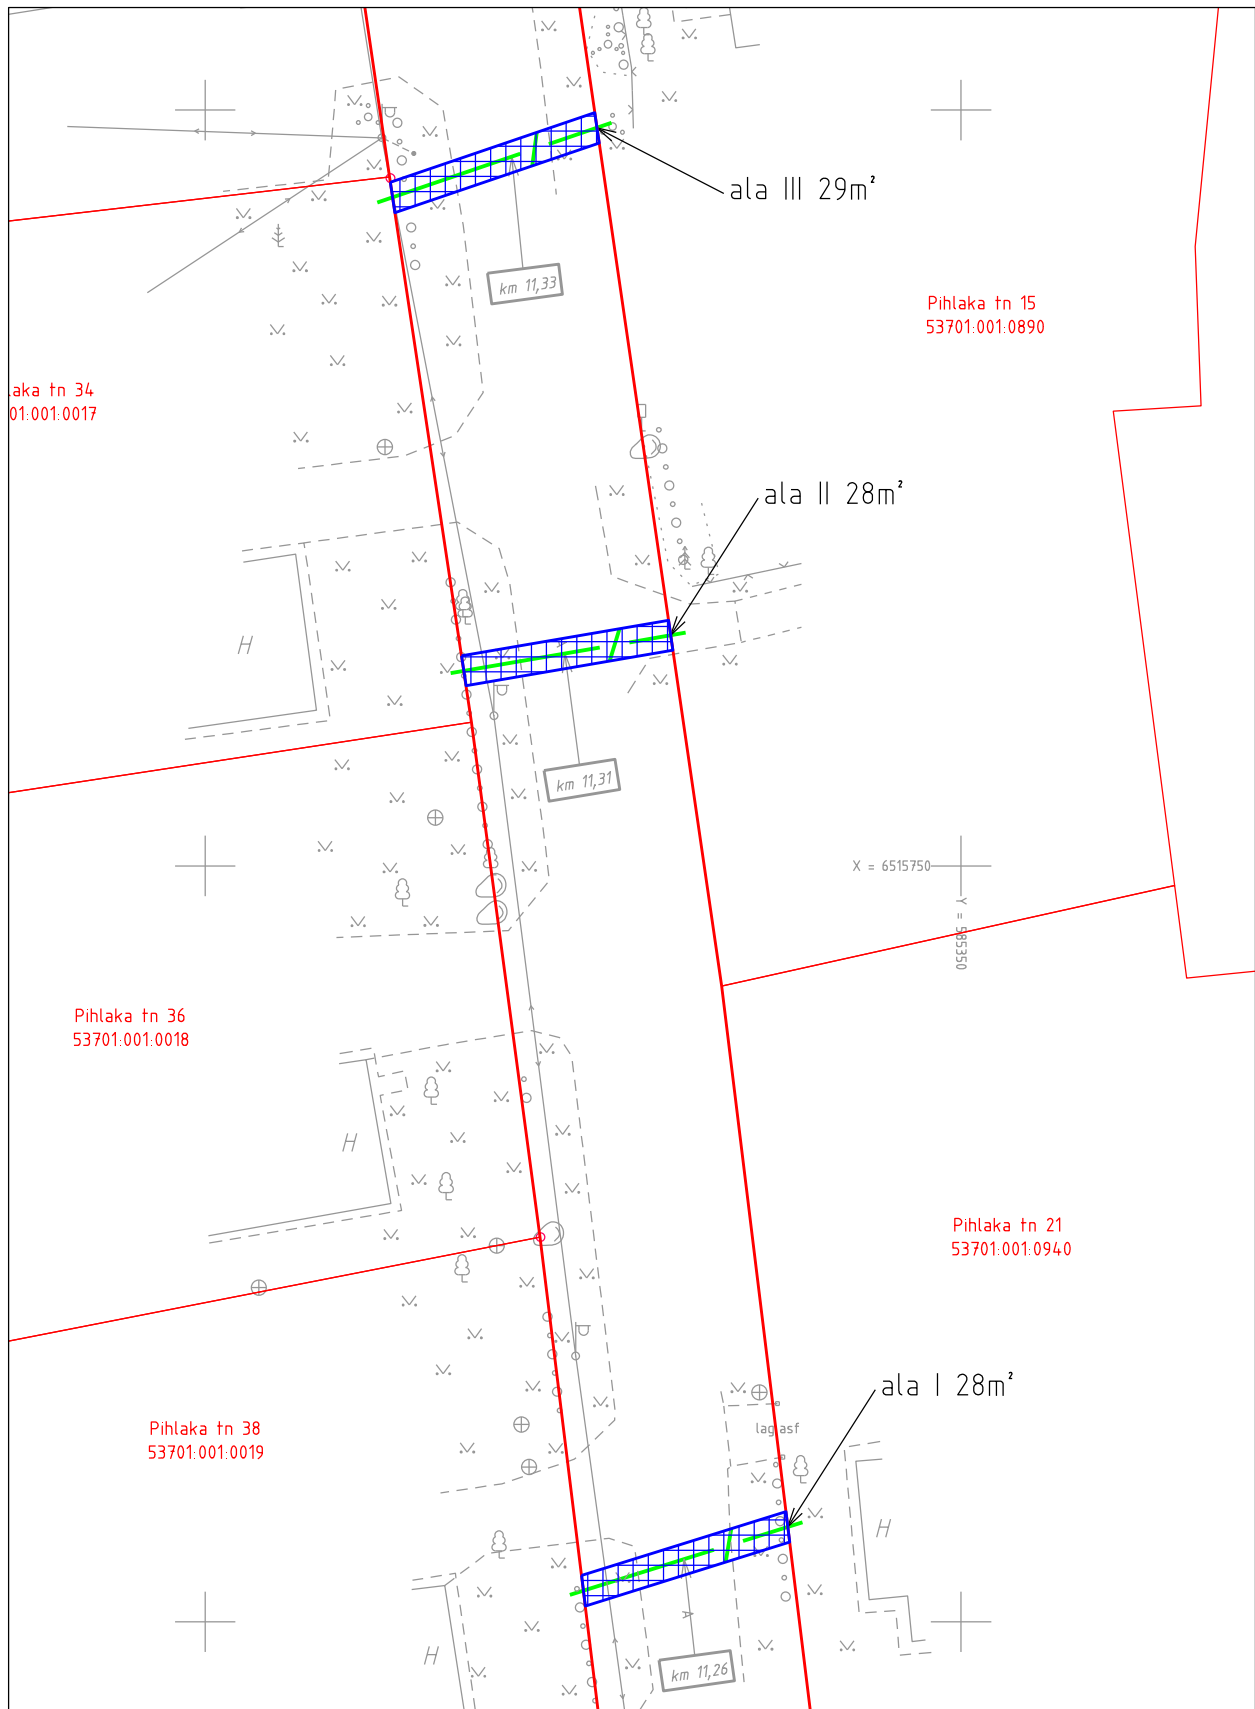 ala III 29m²
km 11,33
Pihlaka tn 15
53701:001:0890
laka tn 34
01:001:0017
ala II 28m²
H
km 11,31
X = 6515750
Y = 585350
Pihlaka tn 36
53701:001:0018
H
Pihlaka tn 21
53701:001:0940
ala I 28m²
Pihlaka tn 38
53701:001:0019
lag asf
H
A
H
km 11,26